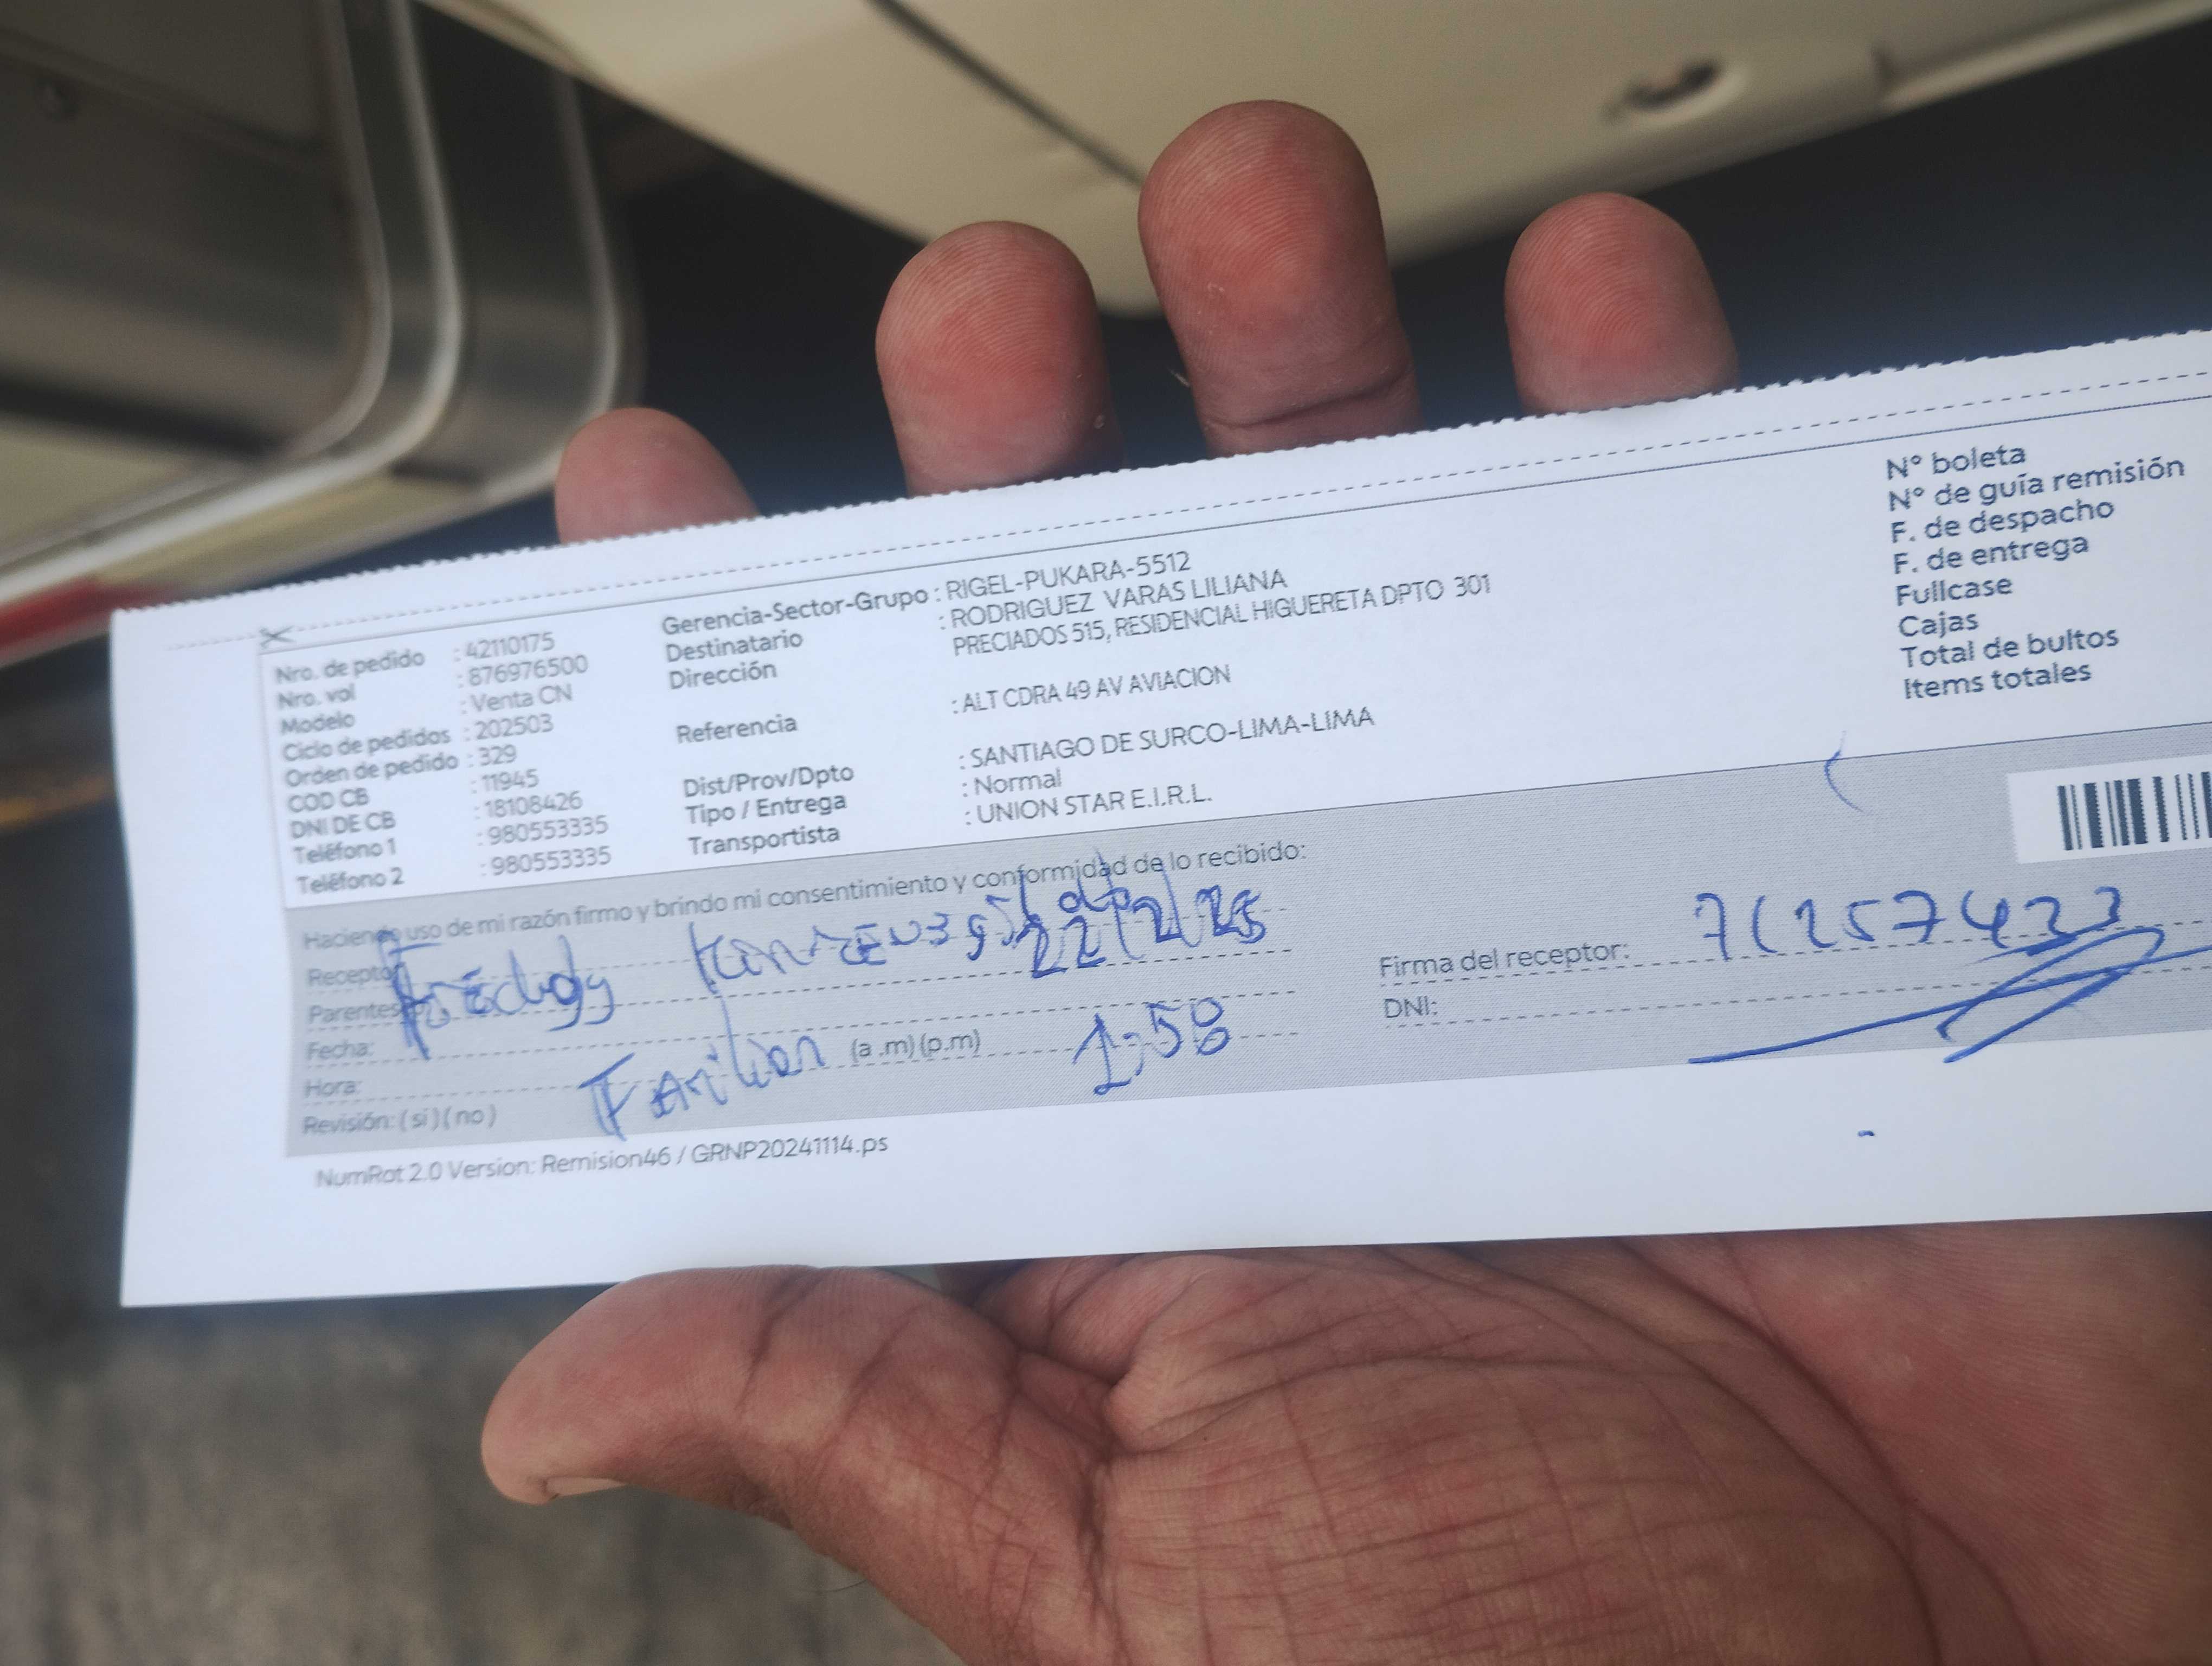 Nro. de pedido : 42110175
Nro. vol : 876976500
Modelo : Venta CN
Ciclo de pedidos : 202503
Orden de pedido : 329
COD CB : 11945
DNI DE CB : 18108426
Teléfono 1 : 980553335
Teléfono 2 : 980553335
Gerencia-Sector-Grupo : RIGEL-PUKARA-5512
Destinatario : RODRIGUEZ VARAS LILIANA
Dirección PRECIADOS 515, RESIDENCIAL HIGUERETA DPTO 301
Referencia : ALT CDRA 49 AV AVIACION
Dist/Prov/Dpto : SANTIAGO DE SURCO-LIMA-LIMA
Tipo / Entrega : Normal
Transportista : UNION STAR E.I.R.L.
N° boleta
N° de guía remisión
F. de despacho
F. de entrega
Fullcase
Cajas
Total de bultos
Items totales
Haciendo uso de mi razón firmo y brindo mi consentimiento y conformidad de lo recibido:
Receptor
Freddy
Parentes
22/2/25
Fecha:
Hora: (a .m) (p.m) 1:58
Revisión: ( si ) ( no )
Firma del receptor:
DNI:
NumRot 2.0 Version: Remision46 / GRNP20241114.ps